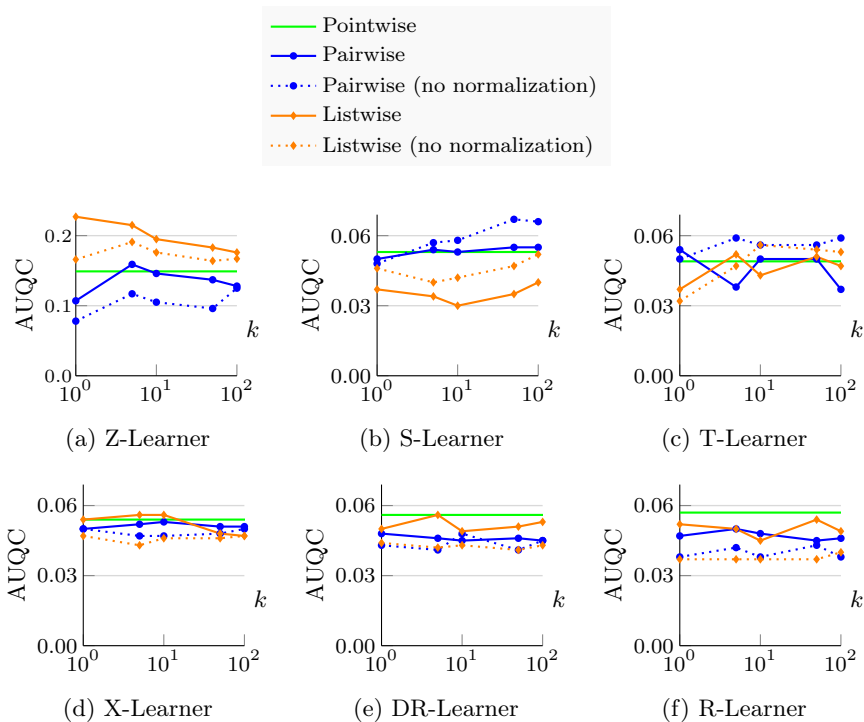 Pointwise
Pairwise
Pairwise (no normalization)
Listwise
Listwise (no normalization)
AUQC
0.2
0.1
0.0
10^0 10^1 10^2
k
(a) Z-Learner
AUQC
0.06
0.03
0.00
10^0 10^1 10^2
k
(b) S-Learner
AUQC
0.06
0.03
0.00
10^0 10^1 10^2
k
(c) T-Learner
AUQC
0.06
0.03
0.00
10^0 10^1 10^2
k
(d) X-Learner
AUQC
0.06
0.03
0.00
10^0 10^1 10^2
k
(e) DR-Learner
AUQC
0.06
0.03
0.00
10^0 10^1 10^2
k
(f) R-Learner